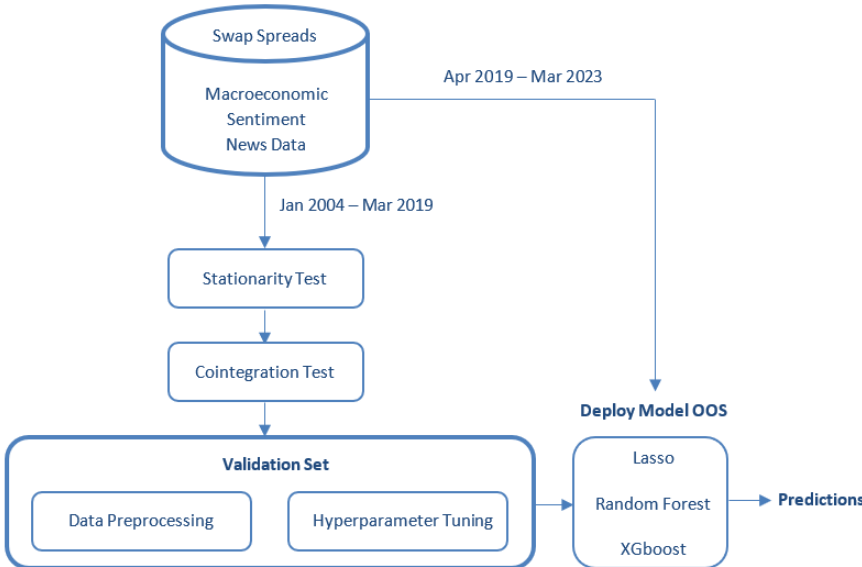 Swap Spreads
Macroeconomic
Sentiment
News Data
Apr 2019 – Mar 2023
Jan 2004 – Mar 2019
Stationarity Test
Cointegration Test
Deploy Model OOS
Validation Set
Data Preprocessing
Hyperparameter Tuning
Lasso
Random Forest
XGboost
Predictions